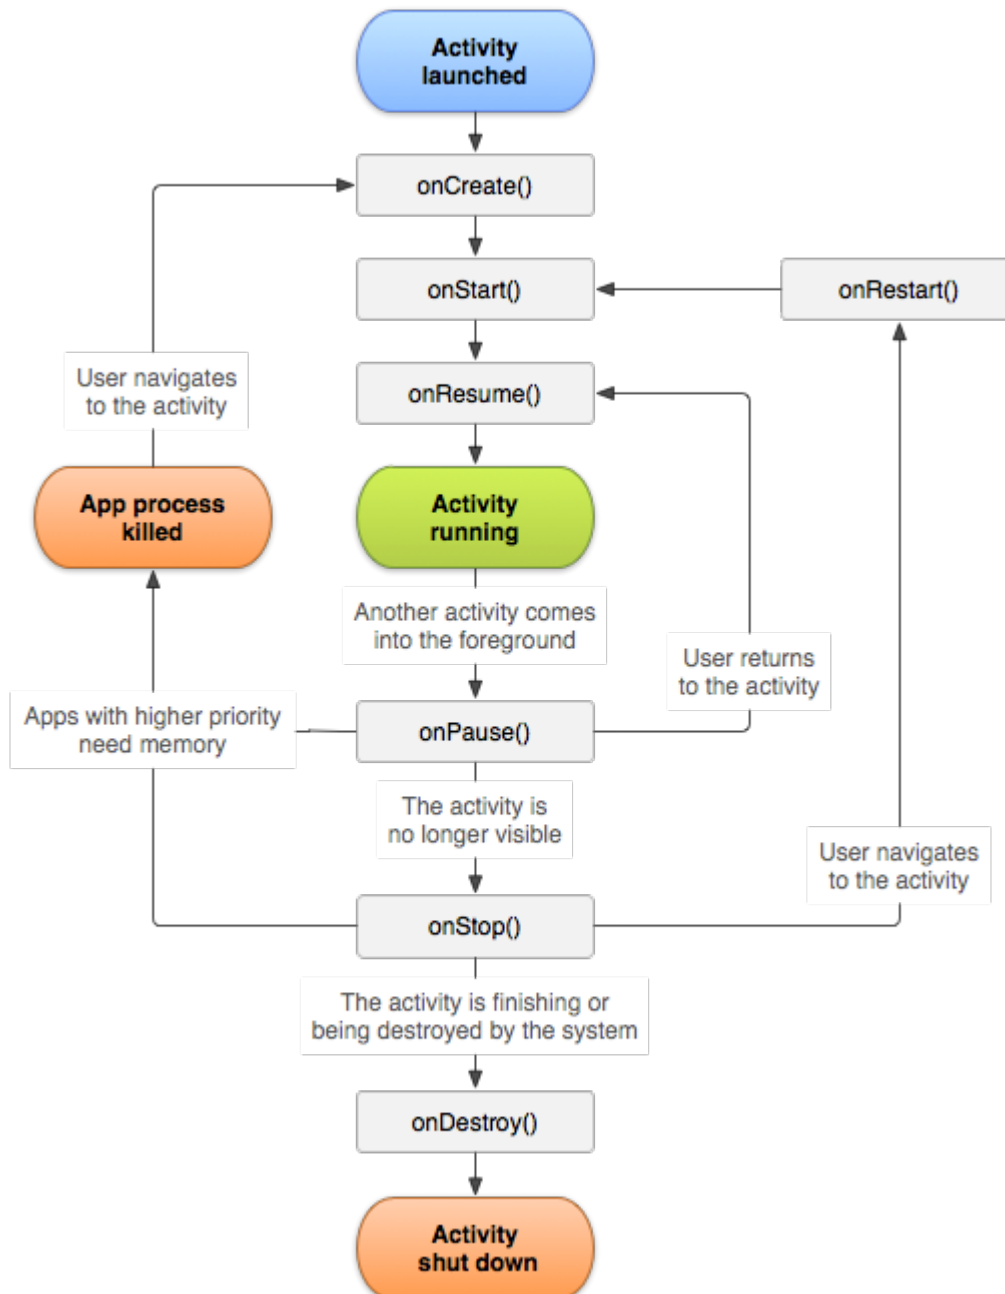 Activity
launched
onCreate()
onStart()
onRestart()
User navigates
to the activity
onResume()
App process
killed
Activity
running
Another activity comes
into the foreground
User returns
to the activity
Apps with higher priority
need memory
onPause()
The activity is
no longer visible
User navigates
to the activity
onStop()
The activity is finishing or
being destroyed by the system
onDestroy()
Activity
shut down